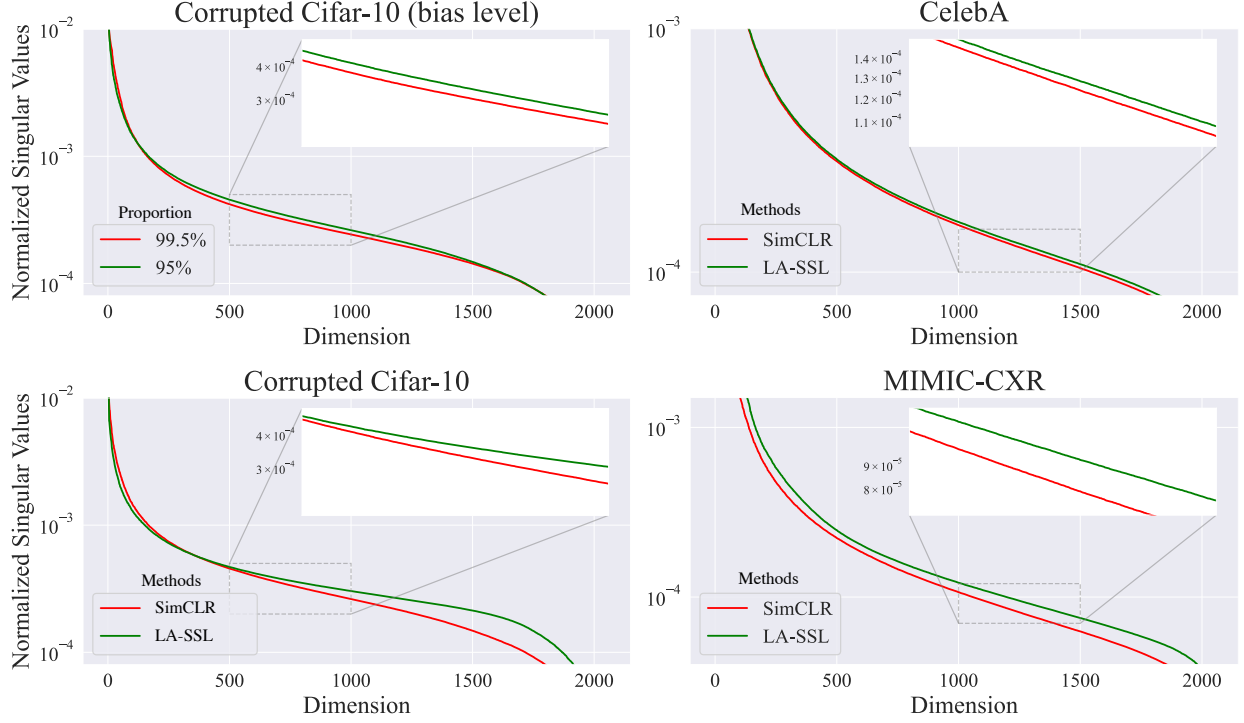 Corrupted Cifar-10 (bias level)
Normalized Singular Values
10⁻²
10⁻³
10⁻⁴
4 × 10⁻⁴
3 × 10⁻⁴
Proportion
99.5%
95%
0 500 1000 1500 2000
Dimension
CelebA
10⁻³
10⁻⁴
1.4 × 10⁻⁴
1.3 × 10⁻⁴
1.2 × 10⁻⁴
1.1 × 10⁻⁴
Methods
SimCLR
LA-SSL
0 500 1000 1500 2000
Dimension
Corrupted Cifar-10
Normalized Singular Values
10⁻²
10⁻³
10⁻⁴
4 × 10⁻⁴
3 × 10⁻⁴
Methods
SimCLR
LA-SSL
0 500 1000 1500 2000
Dimension
MIMIC-CXR
10⁻³
10⁻⁴
9 × 10⁻⁵
8 × 10⁻⁵
Methods
SimCLR
LA-SSL
0 500 1000 1500 2000
Dimension